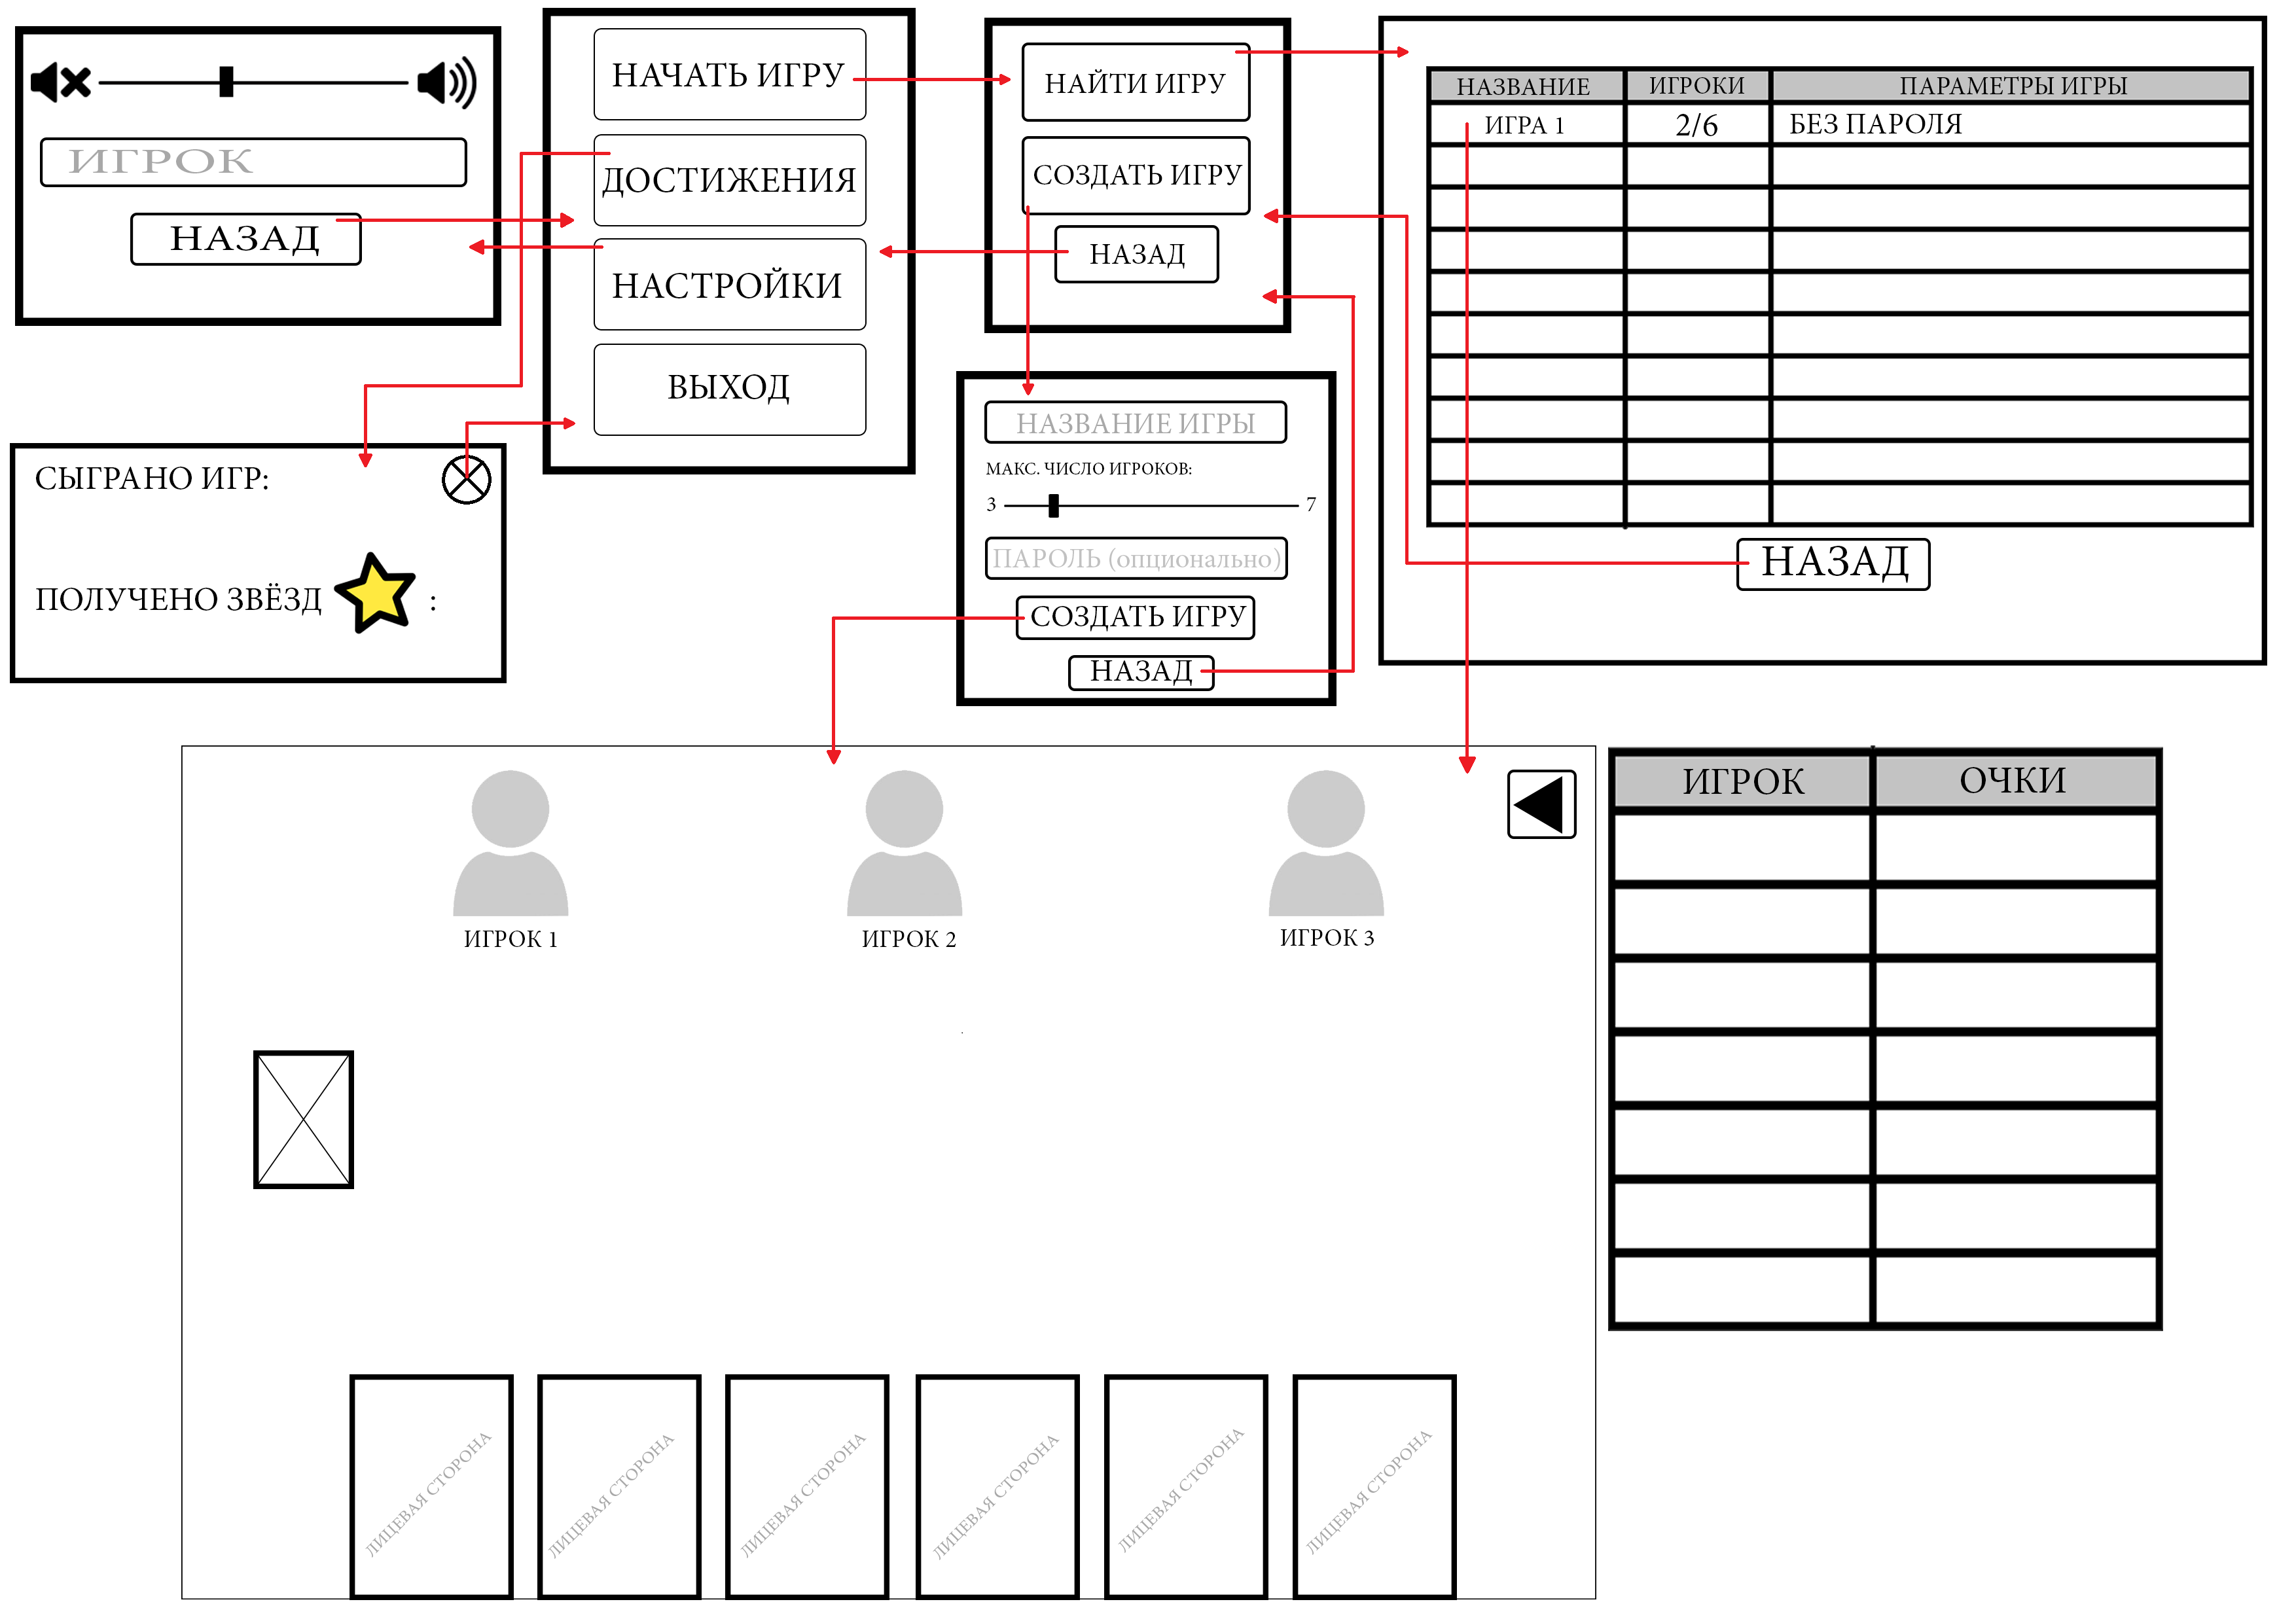 ИГРОК
НАЗАД
НАЧАТЬ ИГРУ
ДОСТИЖЕНИЯ
НАСТРОЙКИ
ВЫХОД
НАЙТИ ИГРУ
СОЗДАТЬ ИГРУ
НАЗАД
НАЗВАНИЕ ИГРОКИ ПАРАМЕТРЫ ИГРЫ
ИГРА 1 2/6 БЕЗ ПАРОЛЯ
НАЗАД
СЫГРАНО ИГР:
ПОЛУЧЕНО ЗВЁЗД :
НАЗВАНИЕ ИГРЫ
МАКС. ЧИСЛО ИГРОКОВ:
3 7
ПАРОЛЬ (опционально)
СОЗДАТЬ ИГРУ
НАЗАД
ИГРОК 1 ИГРОК 2 ИГРОК 3
ИГРОК ОЧКИ
ЛИЦЕВАЯ СТОРОНА
ЛИЦЕВАЯ СТОРОНА
ЛИЦЕВАЯ СТОРОНА
ЛИЦЕВАЯ СТОРОНА
ЛИЦЕВАЯ СТОРОНА
ЛИЦЕВАЯ СТОРОНА